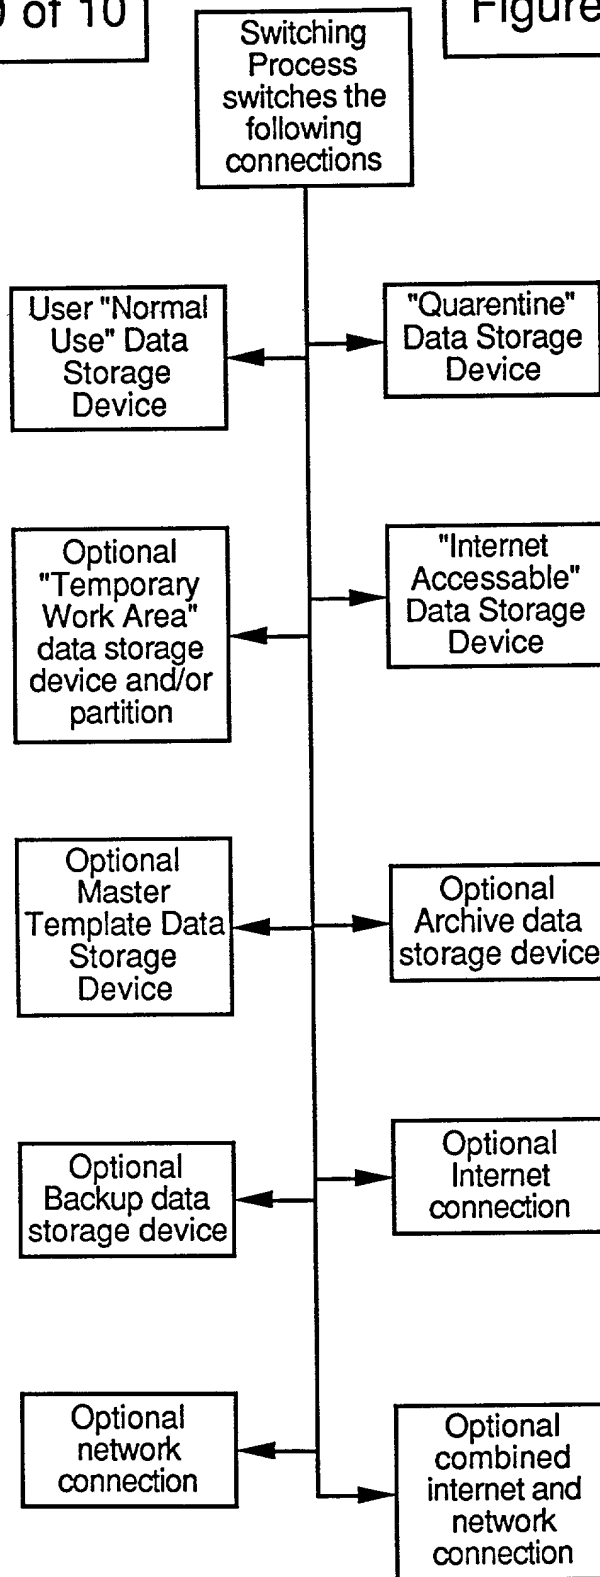 of 10
Figure
Switching
Process
switches the
following
connections
User "Normal
Use" Data
Storage
Device
"Quarentine"
Data Storage
Device
Optional
"Temporary
Work Area"
data storage
device and/or
partition
"Internet
Accessable"
Data Storage
Device
Optional
Master
Template Data
Storage
Device
Optional
Archive data
storage device
Optional
Backup data
storage device
Optional
Internet
connection
Optional
network
connection
Optional
combined
internet and
network
connection